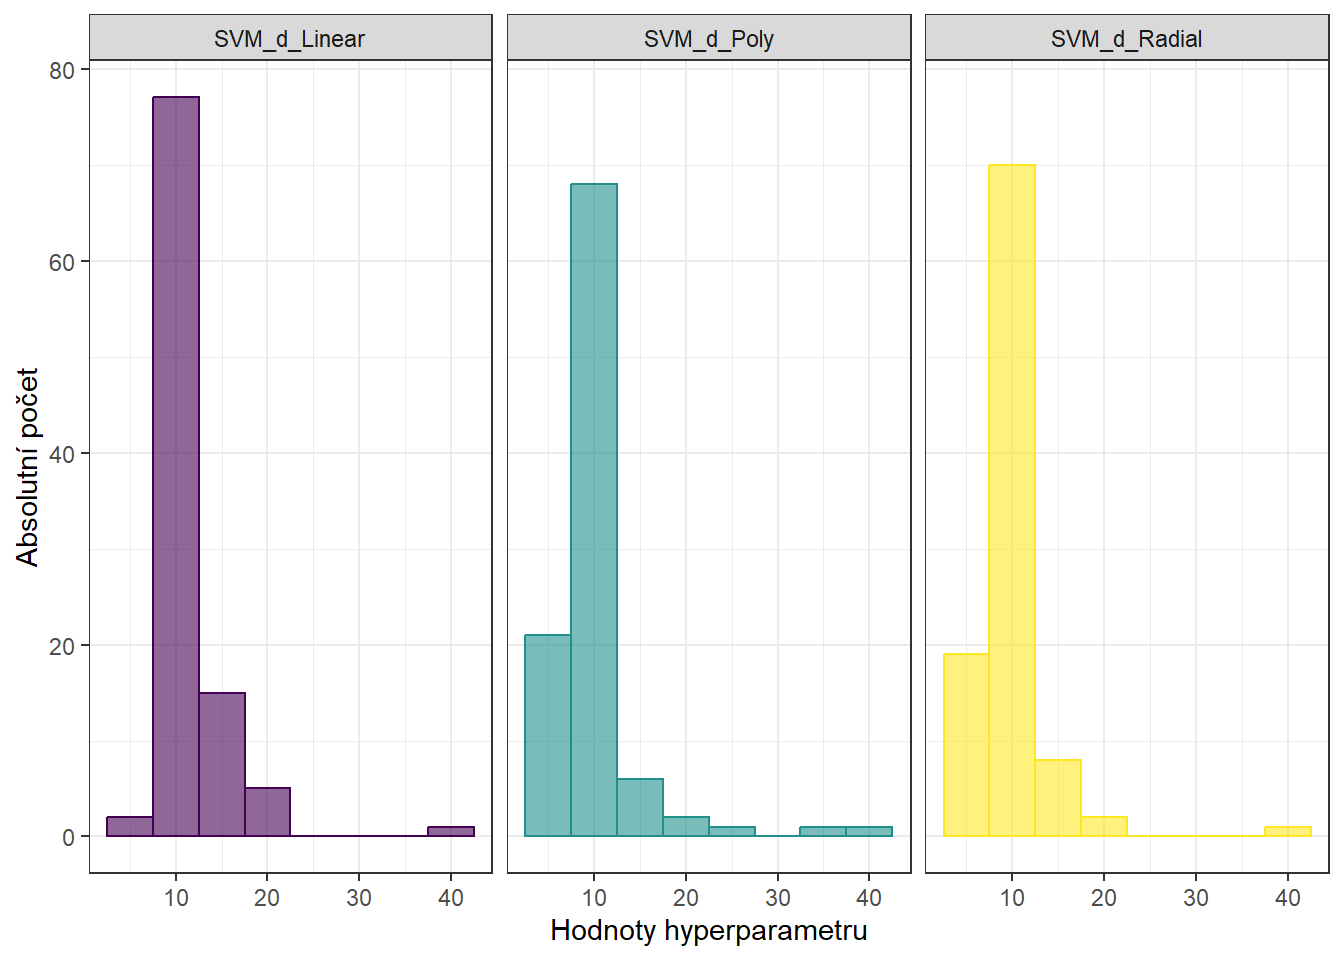 SVM_d_Linear SVM_d_Poly SVM_d_Radial
80
60
40
20
0
Absolutní počet
10 20 30 40 10 20 30 40 10 20 30 40
Hodnoty hyperparametru